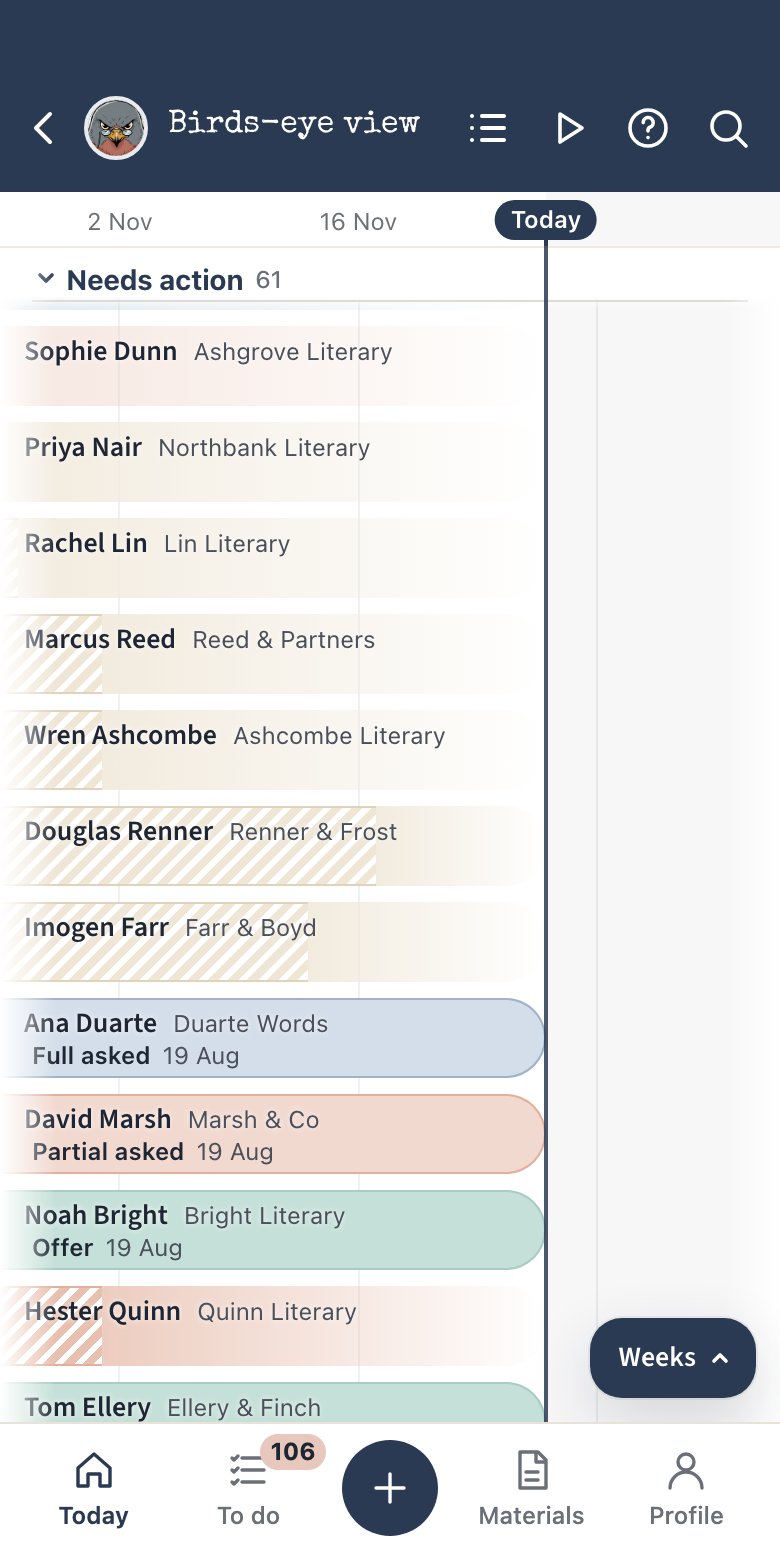 Birds-eye view
2 Nov 16 Nov Today
Needs action 61
Sophie Dunn Ashgrove Literary
Priya Nair Northbank Literary
Rachel Lin Lin Literary
Marcus Reed Reed & Partners
Wren Ashcombe Ashcombe Literary
Douglas Renner Renner & Frost
Imogen Farr Farr & Boyd
Ana Duarte Duarte Words
Full asked 19 Aug
David Marsh Marsh & Co
Partial asked 19 Aug
Noah Bright Bright Literary
Offer 19 Aug
Hester Quinn Quinn Literary
Weeks
Tom Ellery Ellery & Finch
106
Today To do Materials Profile